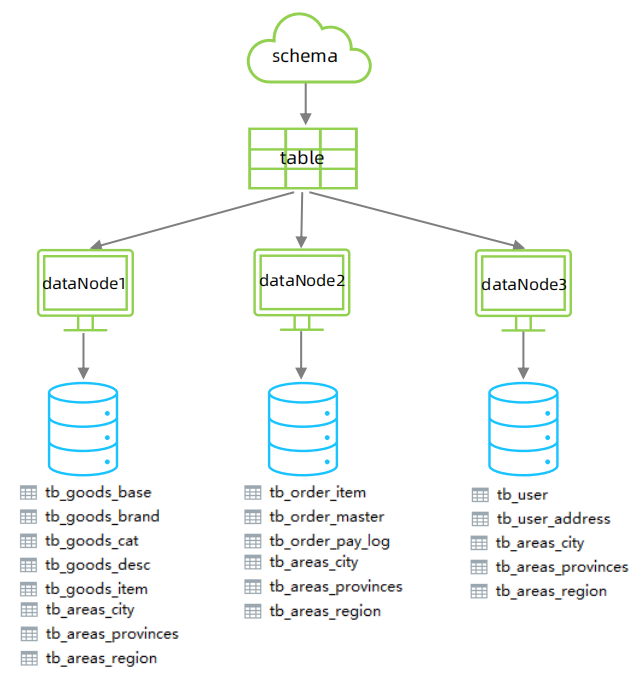 schema
table
dataNode1
dataNode2
dataNode3
tb_goods_base
tb_goods_brand
tb_goods_cat
tb_goods_desc
tb_goods_item
tb_areas_city
tb_areas_provinces
tb_areas_region
tb_order_item
tb_order_master
tb_order_pay_log
tb_areas_city
tb_areas_provinces
tb_areas_region
tb_user
tb_user_address
tb_areas_city
tb_areas_provinces
tb_areas_region